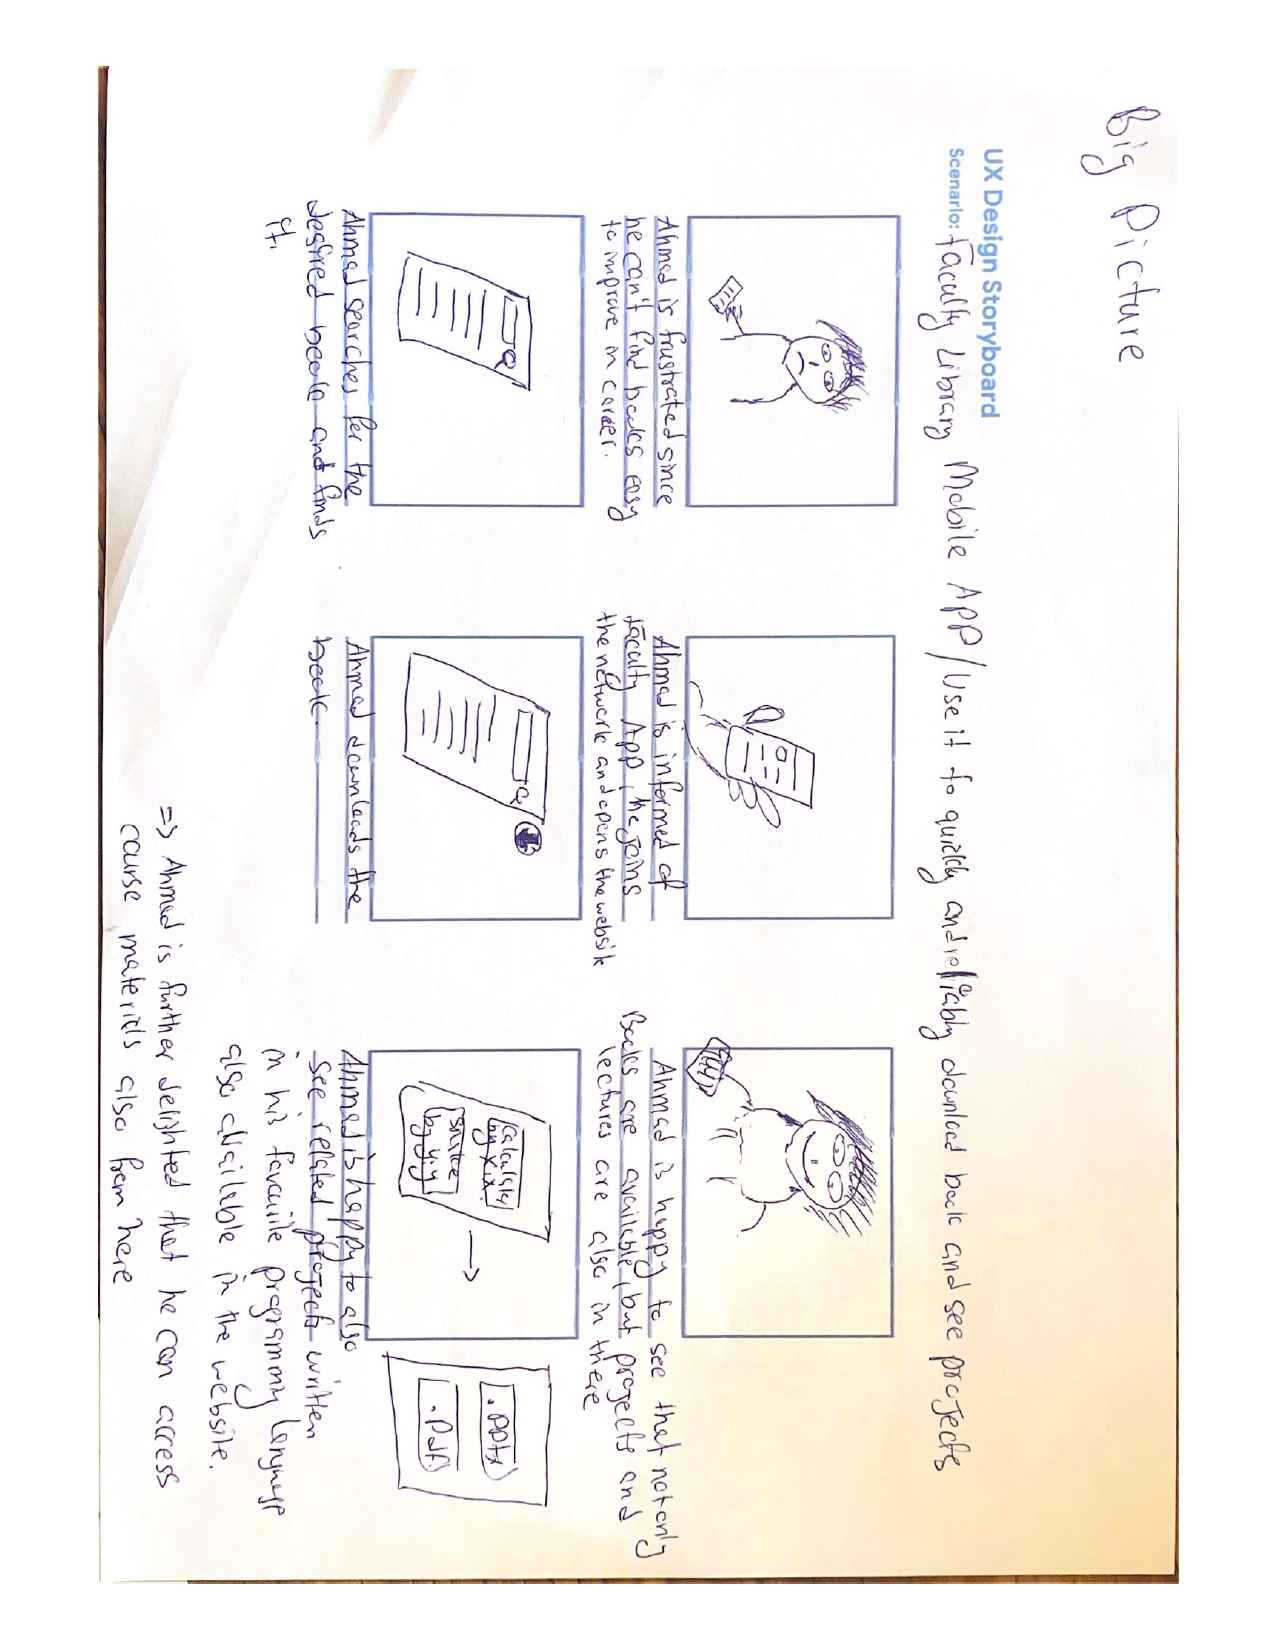 Big Picture
UX Design Storyboard
Scenario: Faculty Library Mobile APP / Use it to quickly and reliably download book and see projects
Ahmad is frustrated since
he can't find books easy
to improve in career.
Ahmad is informed of
faculty App, he joins
the network and opens the website
Ahmad is happy to see that not only
Books are available, but projects and
lectures are also in there
Calculator
by X.X.
Snake
by y.y
.pptx
.Pdf
Ahmad searches for the
desired book and finds
it.
Ahmad downloads the
book.
Ahmad is happy to also
see related projects written
in his favourite programming language
also available in the website.
=> Ahmad is further delighted that he can access
course materials also from here